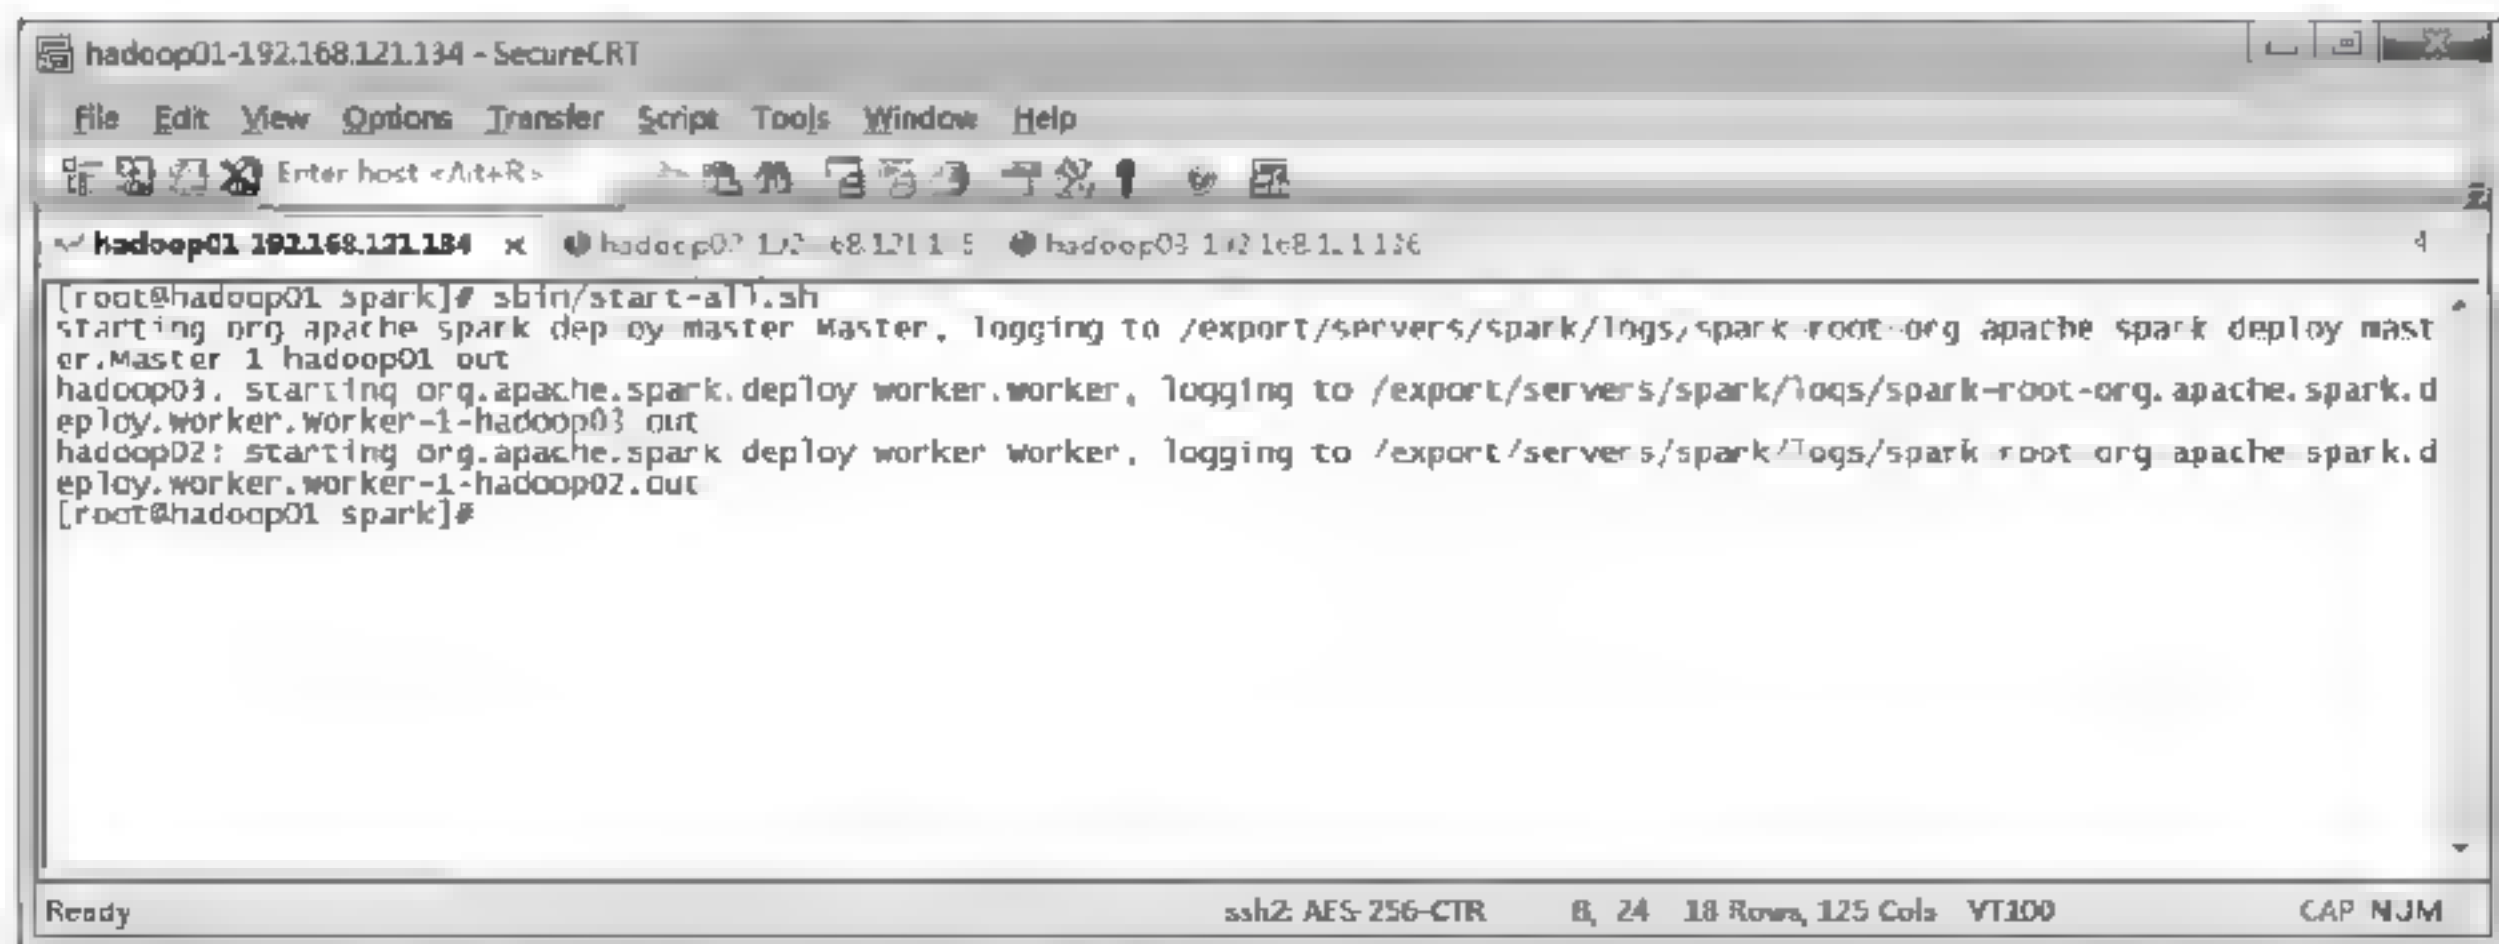 hadoop01-192.168.121.134 - SecureCRT
File Edit View Options Transfer Script Tools Window Help
Enter host <Alt+R>
hadoop01 192.168.121.134 hadoop02 hadoop03
[root@hadoop01 spark]# sbin/start-all.sh
starting org.apache.spark.deploy.master.Master, logging to /export/servers/spark/logs/spark-root-org.apache.spark.deploy.mast
er.Master-1-hadoop01.out
hadoop03: starting org.apache.spark.deploy.worker.Worker, logging to /export/servers/spark/logs/spark-root-org.apache.spark.d
eploy.worker.Worker-1-hadoop03.out
hadoop02: starting org.apache.spark.deploy.worker.Worker, logging to /export/servers/spark/logs/spark-root-org.apache.spark.d
eploy.worker.Worker-1-hadoop02.out
[root@hadoop01 spark]#
Ready ssh2: AES-256-CTR 8, 24 18 Rows, 125 Cols VT100 CAP NUM